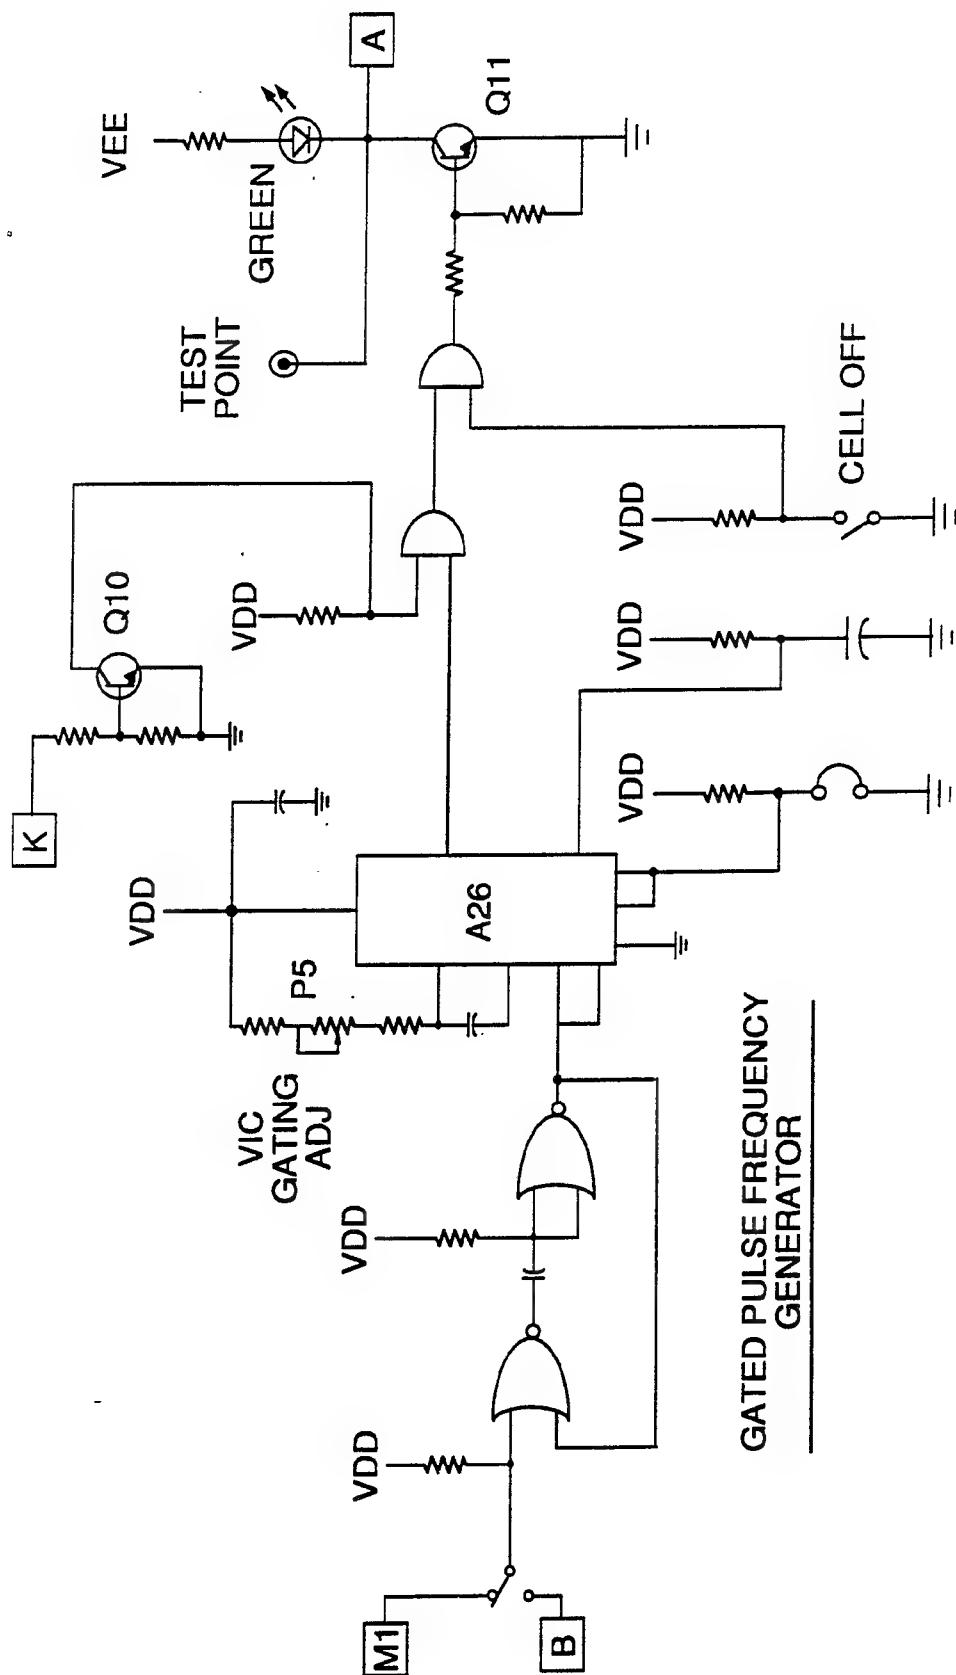 K
VDD
Q10
TEST
POINT
VEE
GREEN
A
Q11
VIC
GATING
ADJ
P5
VDD
VDD
A26
M1
B
VDD
VDD
VDD
VDD
CELL OFF
GATED PULSE FREQUENCY
GENERATOR